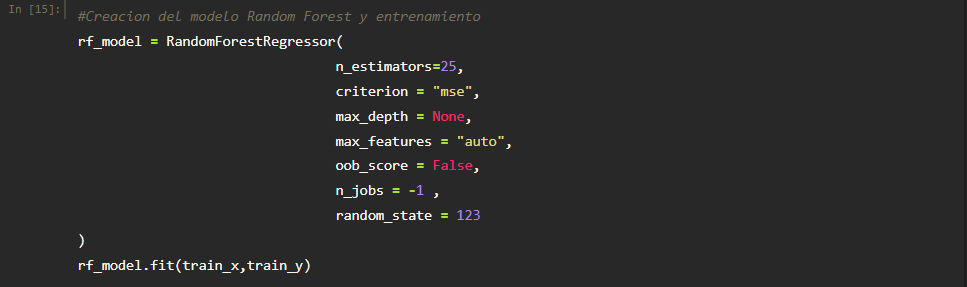 In [15]:
#Creacion del modelo Random Forest y entrenamiento
rf_model = RandomForestRegressor(
n_estimators=25,
criterion = "mse",
max_depth = None,
max_features = "auto",
oob_score = False,
n_jobs = -1 ,
random_state = 123
)
rf_model.fit(train_x,train_y)